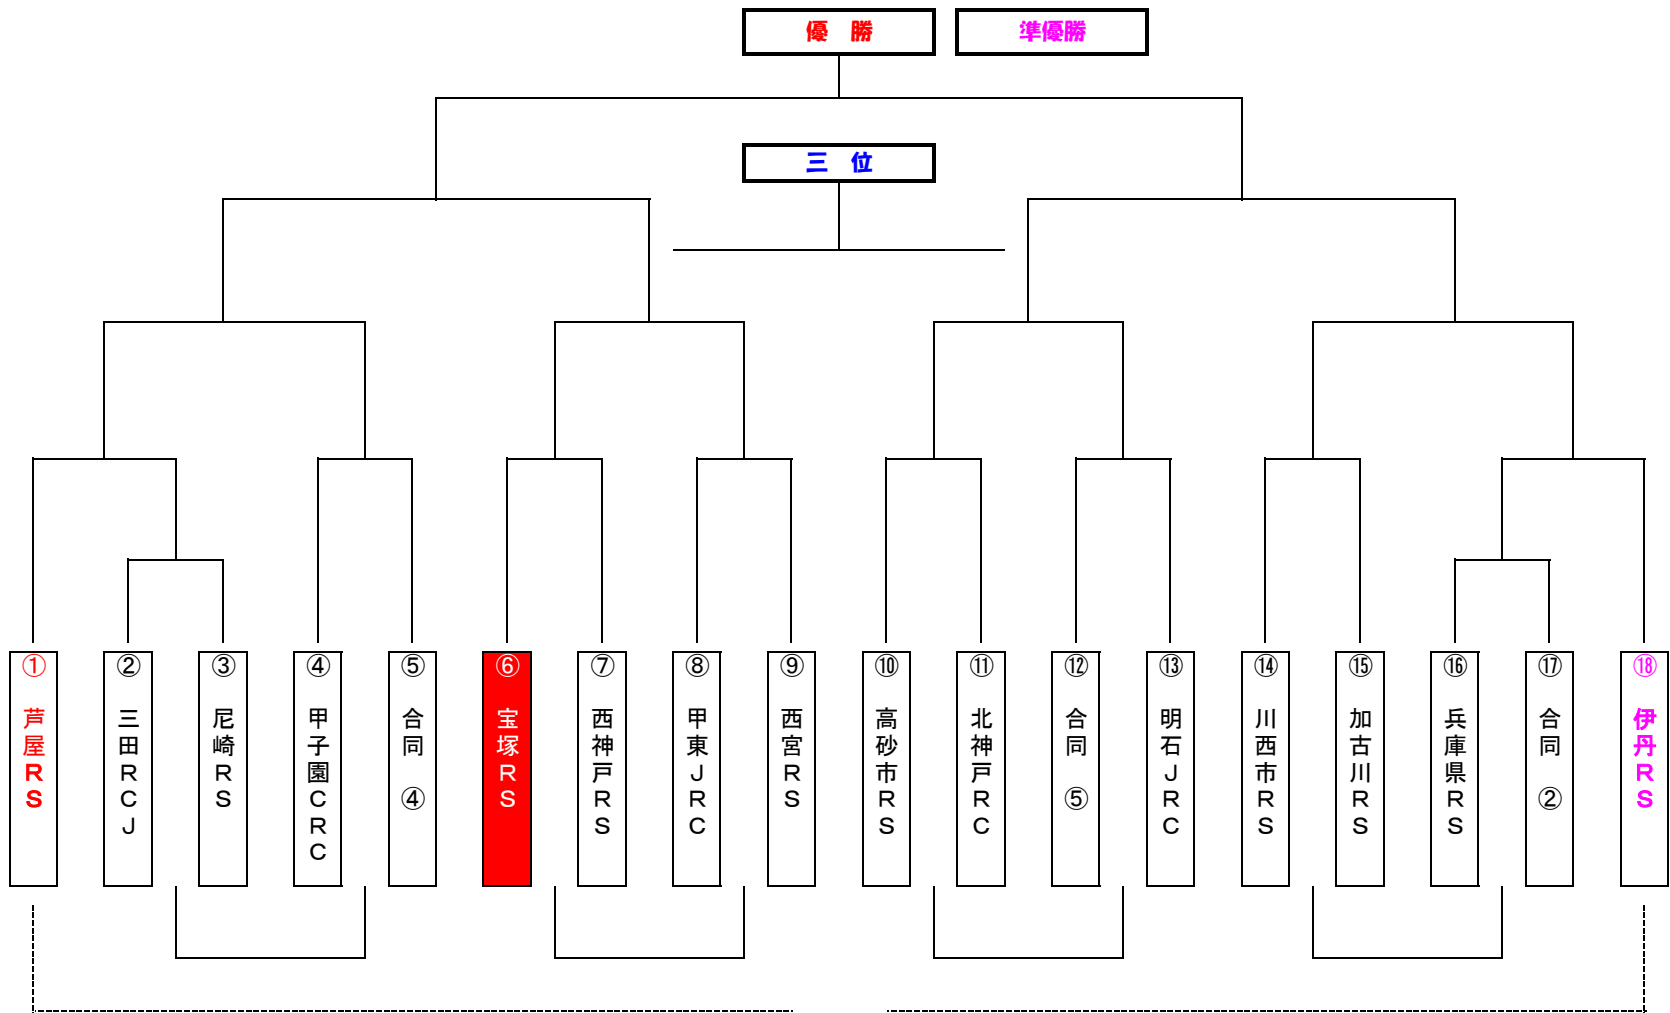 優　勝
準優勝
三　位
① 芦屋RS
② 三田RCJ
③ 尼崎RS
④ 甲子園CRC
⑤ 合同 ④
⑥ 宝塚RS
⑦ 西神戸RS
⑧ 甲東JRC
⑨ 西宮RS
⑩ 高砂市RS
⑪ 北神戸RC
⑫ 合同 ⑤
⑬ 明石JRC
⑭ 川西市RS
⑮ 加古川RS
⑯ 兵庫県RS
⑰ 合同 ②
⑱ 伊丹RS